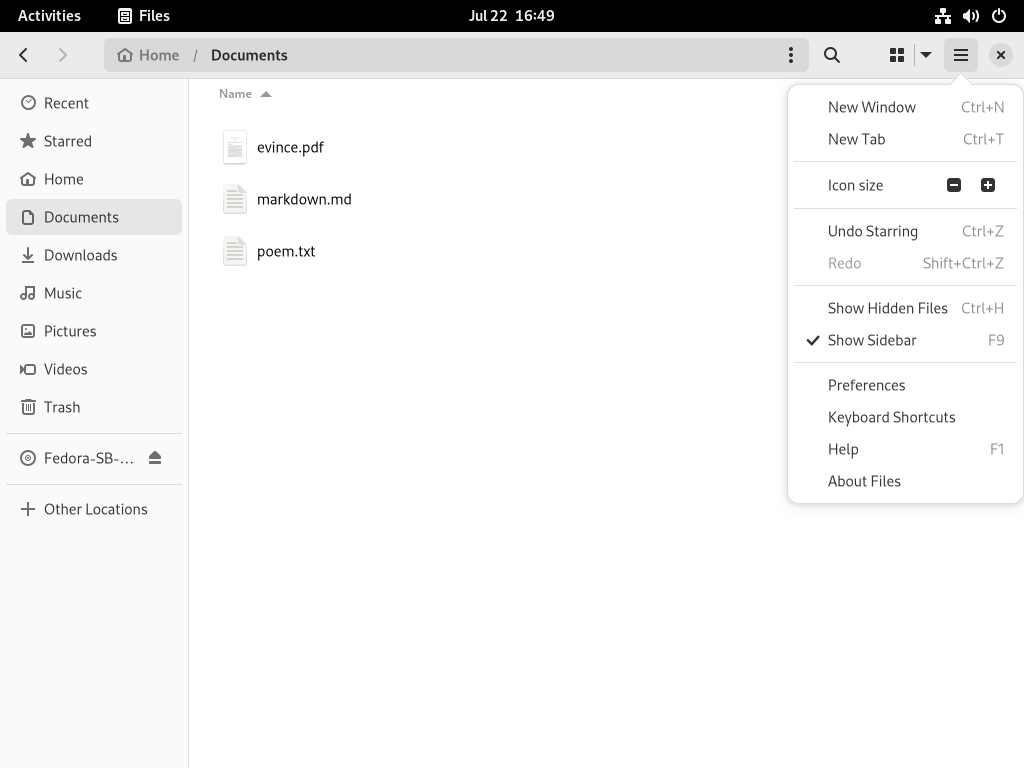 Activities Files Jul 22 16:49
Home / Documents
Recent
Starred
Home
Documents
Downloads
Music
Pictures
Videos
Trash
Fedora-SB-…
Other Locations
Name
evince.pdf
markdown.md
poem.txt
New Window Ctrl+N
New Tab Ctrl+T
Icon size
Undo Starring Ctrl+Z
Redo Shift+Ctrl+Z
Show Hidden Files Ctrl+H
Show Sidebar F9
Preferences
Keyboard Shortcuts
Help F1
About Files